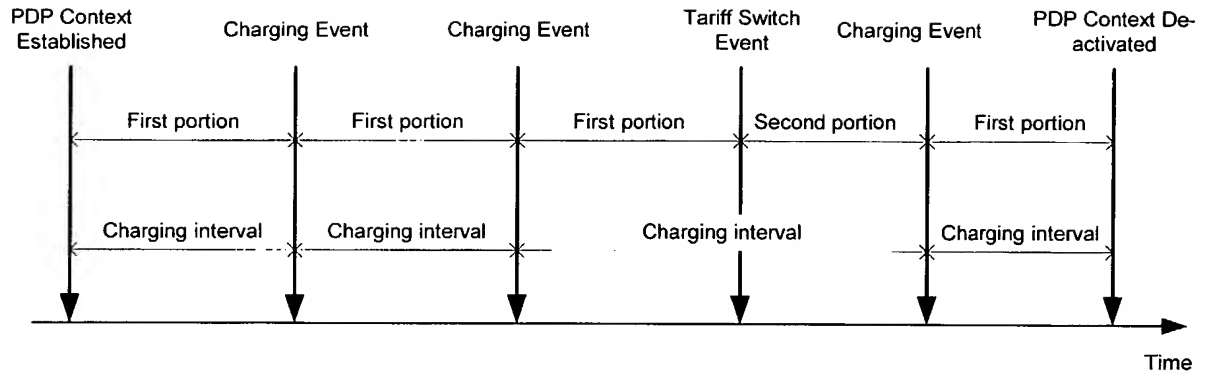 PDP Context
Established
Charging Event
Charging Event
Tariff Switch
Event
Charging Event
PDP Context De-
activated
First portion
First portion
First portion
Second portion
First portion
Charging interval
Charging interval
Charging interval
Charging interval
Time